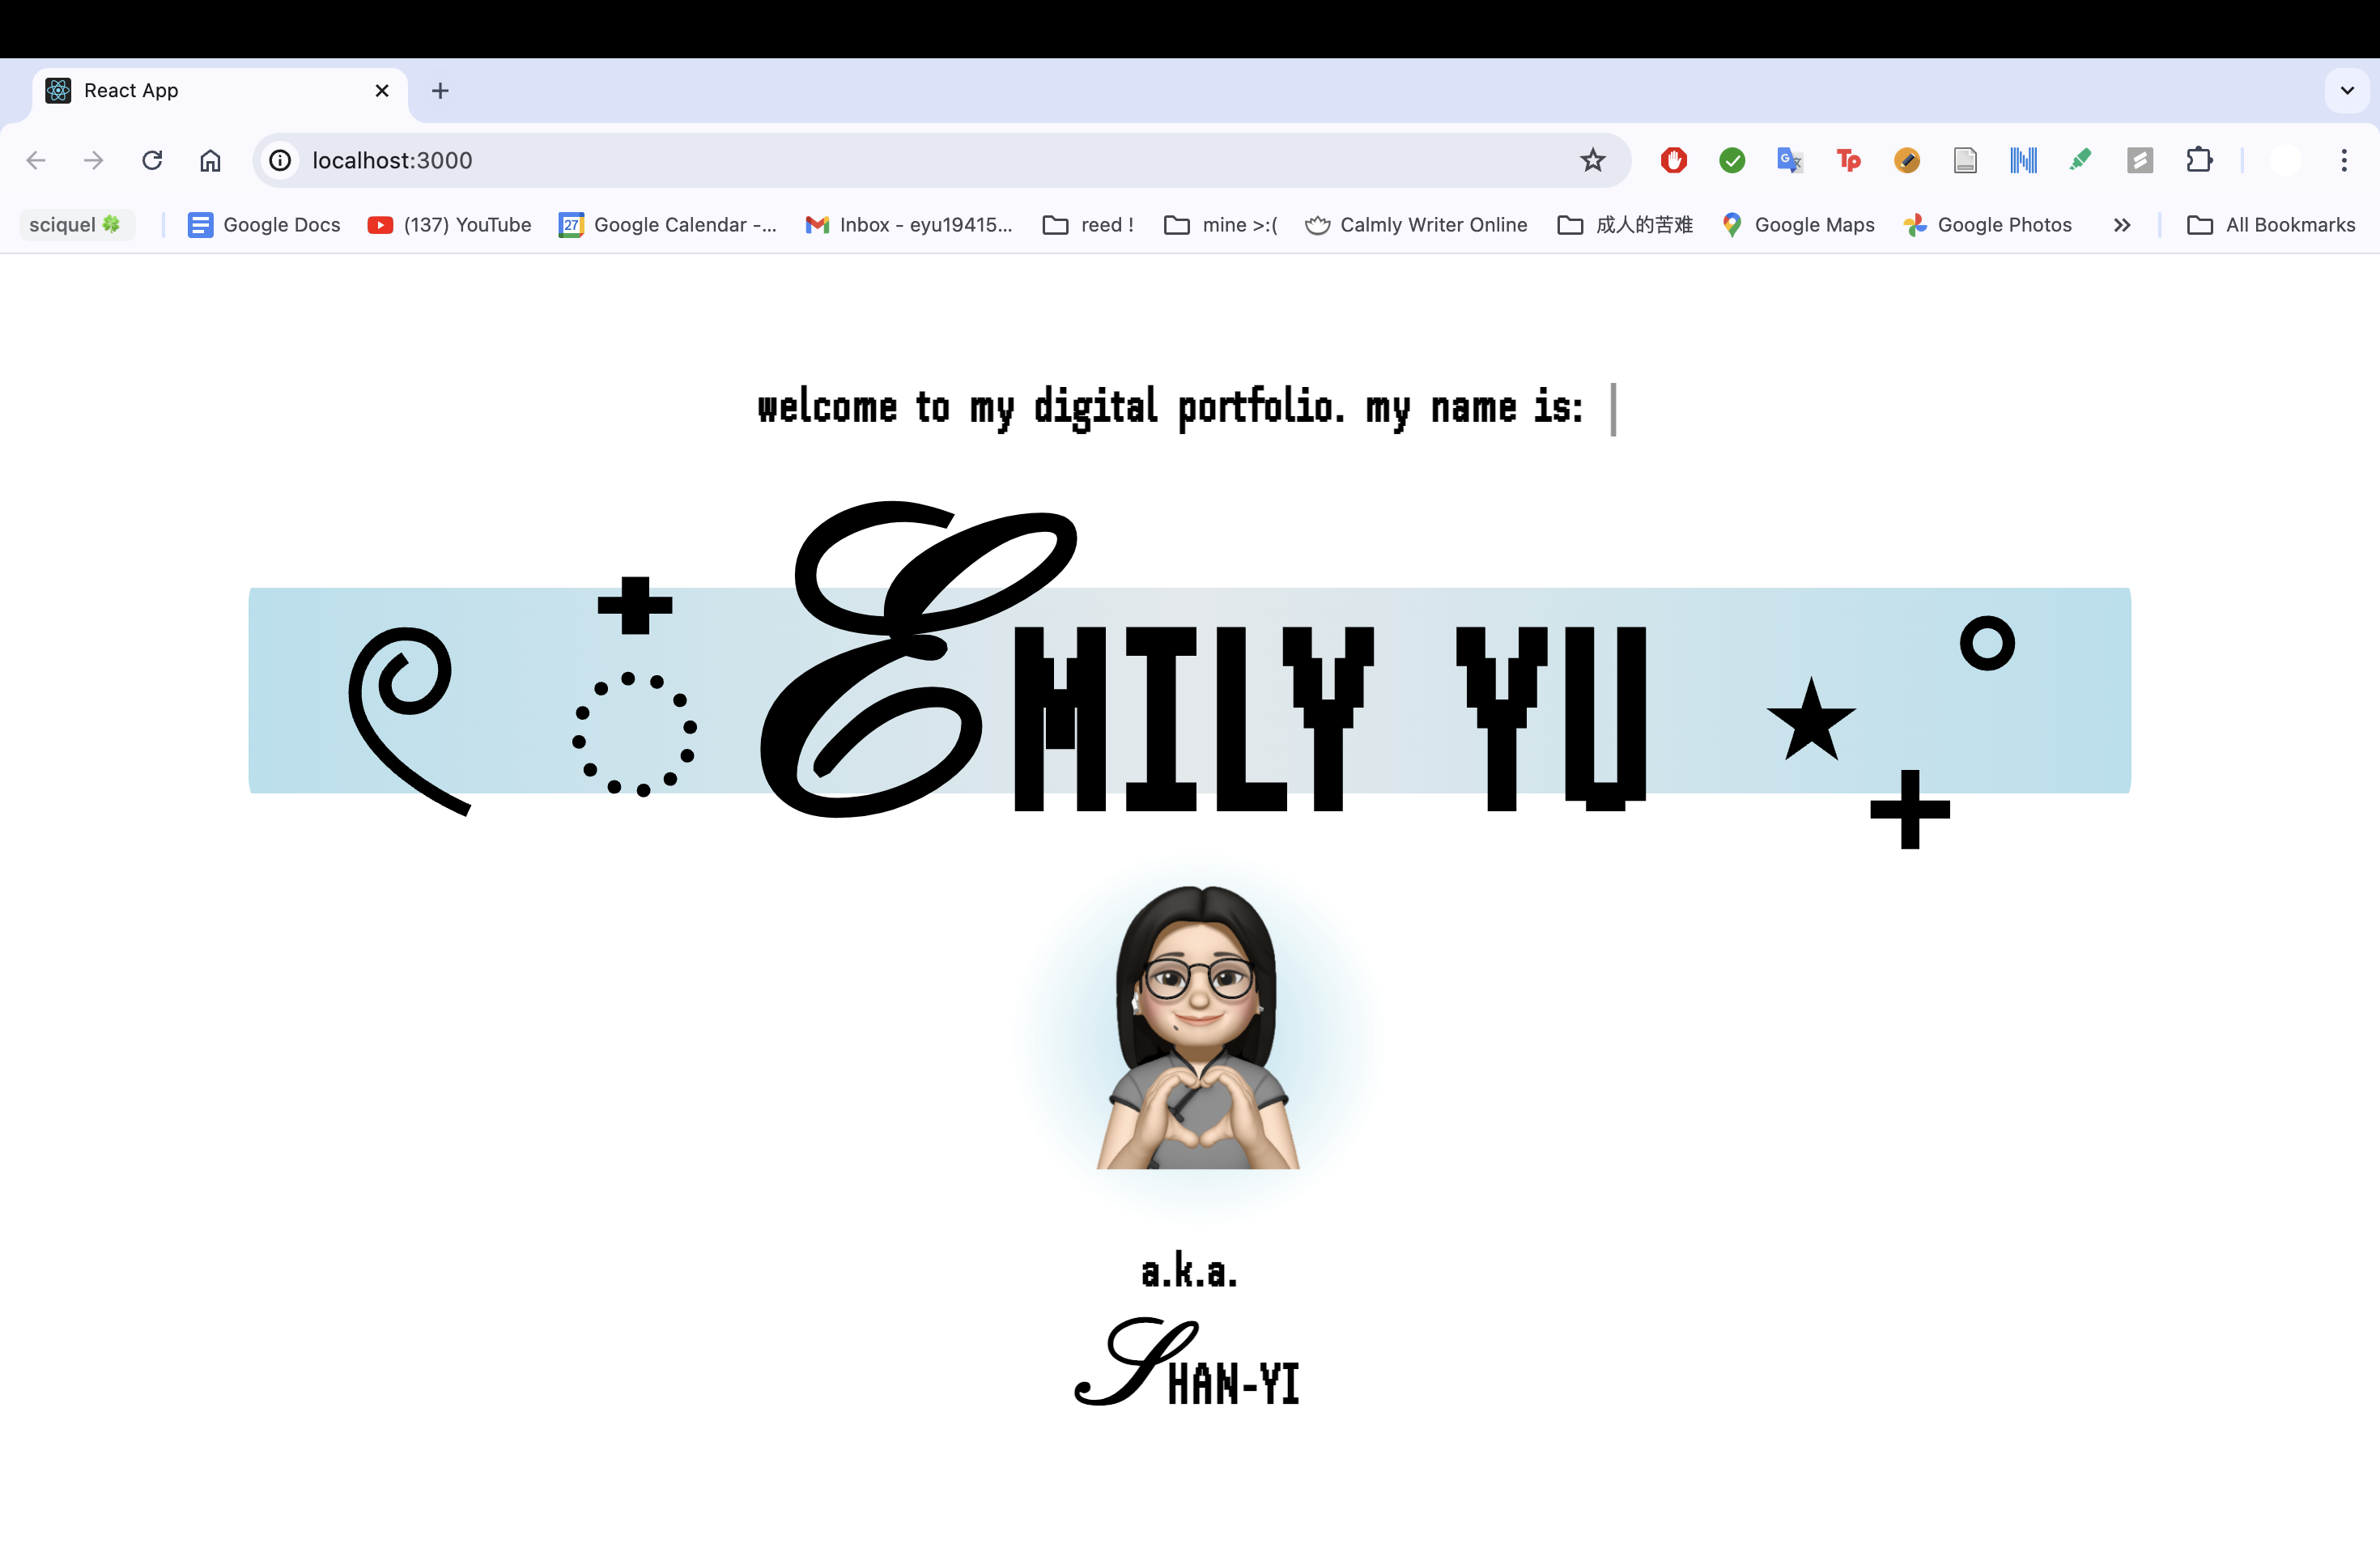 React App
localhost:3000
sciquel 🍀 Google Docs (137) YouTube 27 Google Calendar -... Inbox - eyu19415... reed ! mine >:( Calmly Writer Online 成人的苦难 Google Maps Google Photos All Bookmarks
welcome to my digital portfolio. my name is:
EMILY YU
a.k.a.
SHAN-YI